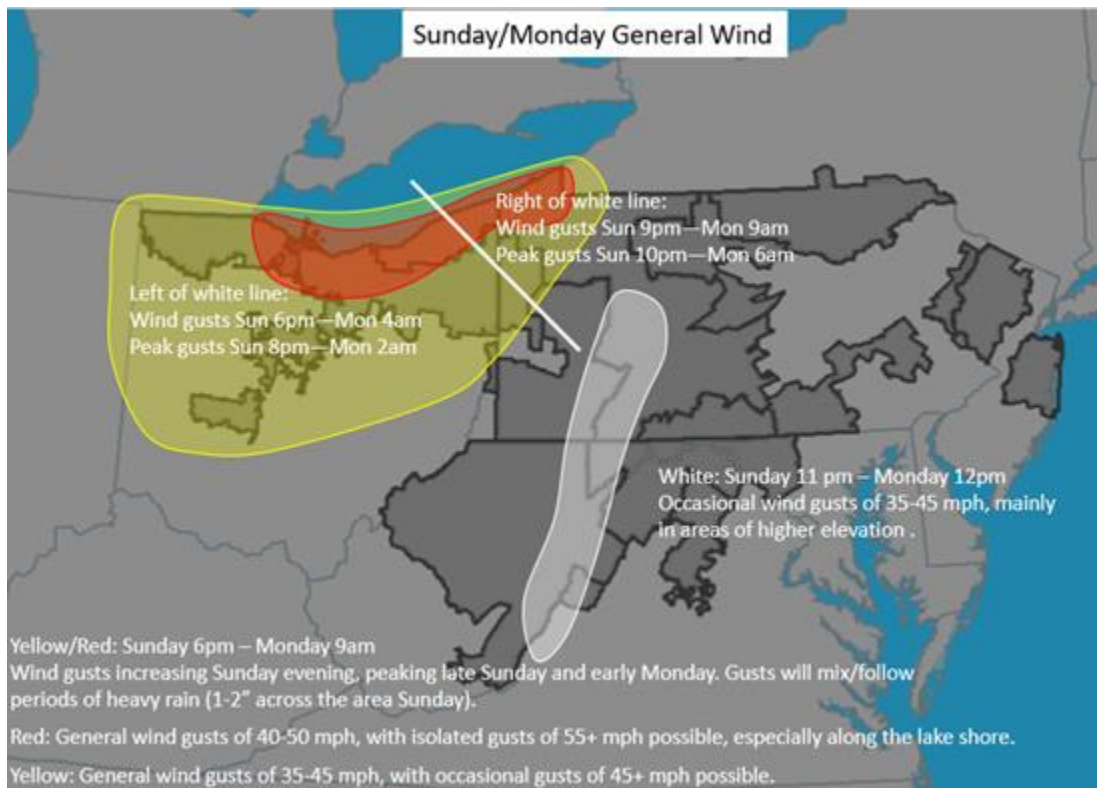 Sunday/Monday General Wind
Right of white line:
Wind gusts Sun 9pm—Mon 9am
Peak gusts Sun 10pm—Mon 6am
Left of white line:
Wind gusts Sun 6pm—Mon 4am
Peak gusts Sun 8pm—Mon 2am
White: Sunday 11 pm – Monday 12pm
Occasional wind gusts of 35-45 mph, mainly
in areas of higher elevation .
Yellow/Red: Sunday 6pm – Monday 9am
Wind gusts increasing Sunday evening, peaking late Sunday and early Monday. Gusts will mix/follow
periods of heavy rain (1-2” across the area Sunday).
Red: General wind gusts of 40-50 mph, with isolated gusts of 55+ mph possible, especially along the lake shore.
Yellow: General wind gusts of 35-45 mph, with occasional gusts of 45+ mph possible.